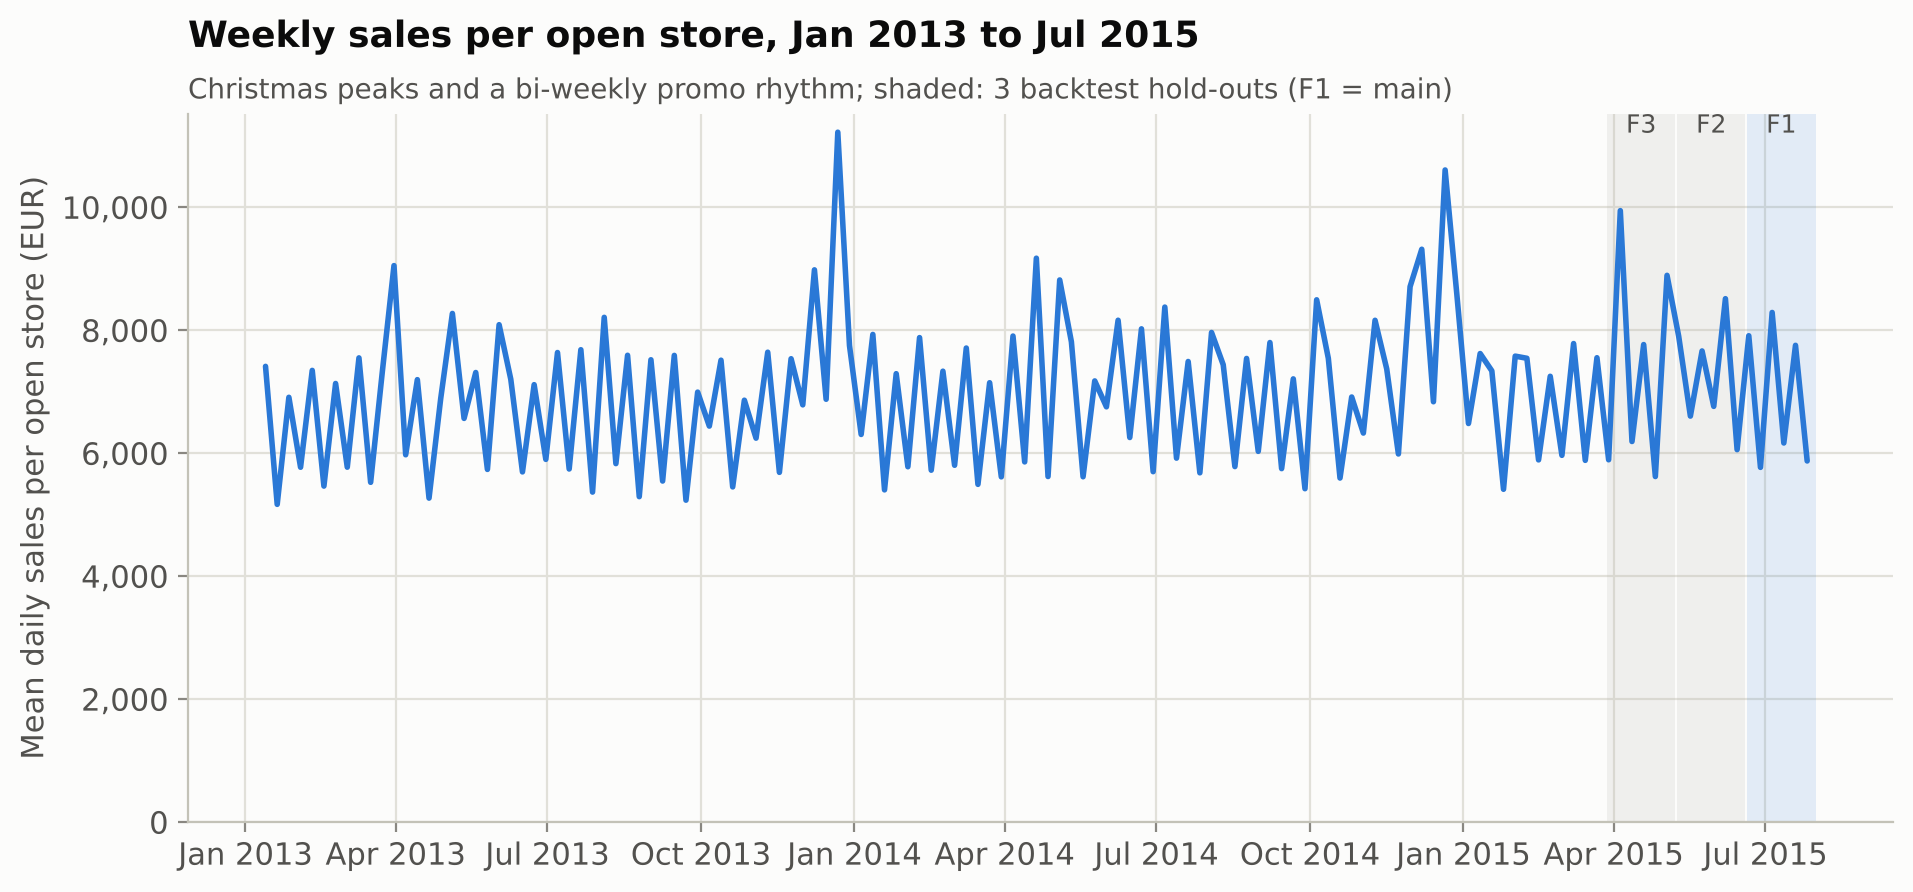 Weekly sales per open store, Jan 2013 to Jul 2015
Christmas peaks and a bi-weekly promo rhythm; shaded: 3 backtest hold-outs (F1 = main)
F3 F2 F1
Mean daily sales per open store (EUR)
10,000
8,000
6,000
4,000
2,000
0
Jan 2013 Apr 2013 Jul 2013 Oct 2013 Jan 2014 Apr 2014 Jul 2014 Oct 2014 Jan 2015 Apr 2015 Jul 2015